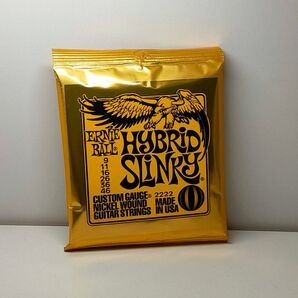 ERNIE BALL®
HYBRID
SLINKY®
9
11
16
26
36
46
2222
CUSTOM GAUGE®
NICKEL WOUND
GUITAR STRINGS
MADE
IN USA